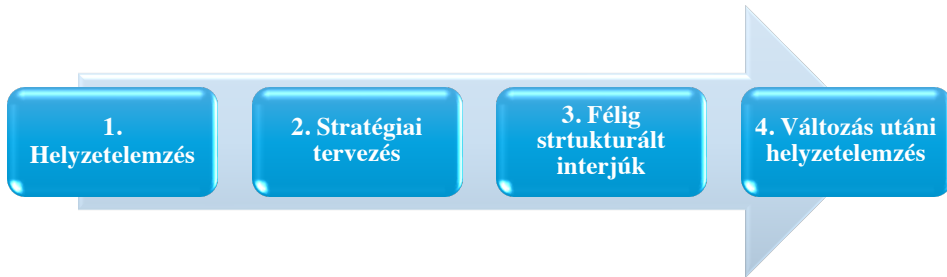 1.
Helyzetelemzés
2. Stratégiai
tervezés
3. Félig
strtukturált
interjúk
4. Változás utáni
helyzetelemzés